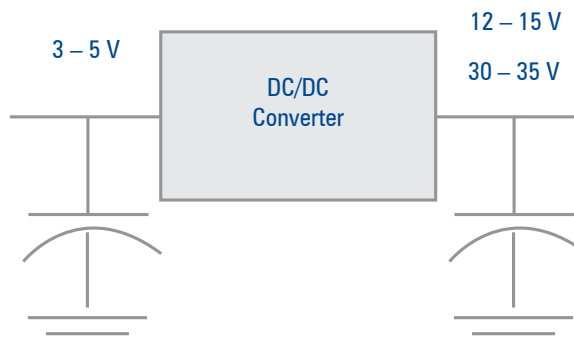 3 – 5 V
DC/DC
Converter
12 – 15 V
30 – 35 V